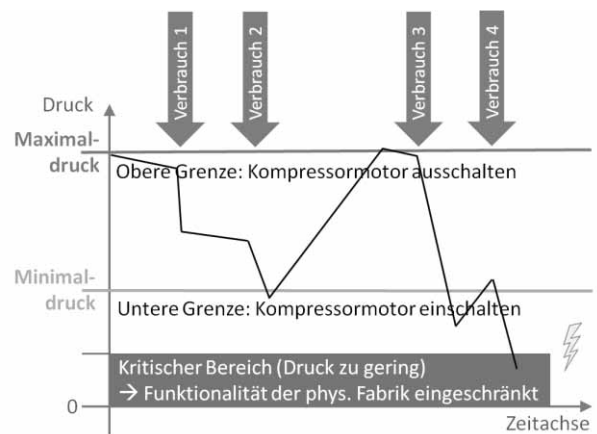 Verbrauch 1
Verbrauch 2
Verbrauch 3
Verbrauch 4
Druck
Maximal-
druck
Obere Grenze: Kompressormotor ausschalten
Minimal-
druck
Untere Grenze: Kompressormotor einschalten
Kritischer Bereich (Druck zu gering)
→ Funktionalität der phys. Fabrik eingeschränkt
0
Zeitachse